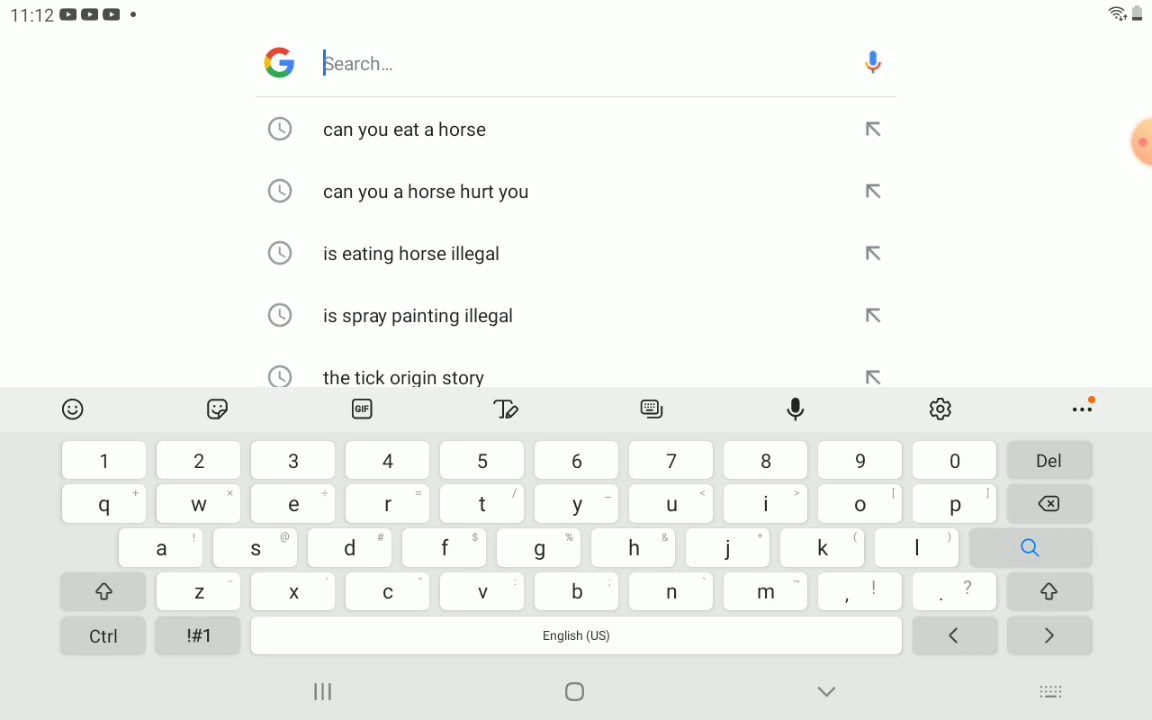 11:12
Search...
can you eat a horse
can you a horse hurt you
is eating horse illegal
is spray painting illegal
the tick origin story
GIF
1 2 3 4 5 6 7 8 9 0 Del
q + w × e ÷ r = t / y _ u < i > o [ p ]
a ! s @ d # f $ g % h & j * k ( l )
z - x ' c " v : b ; n ` m ~ , ! . ?
Ctrl !#1 English (US) < >